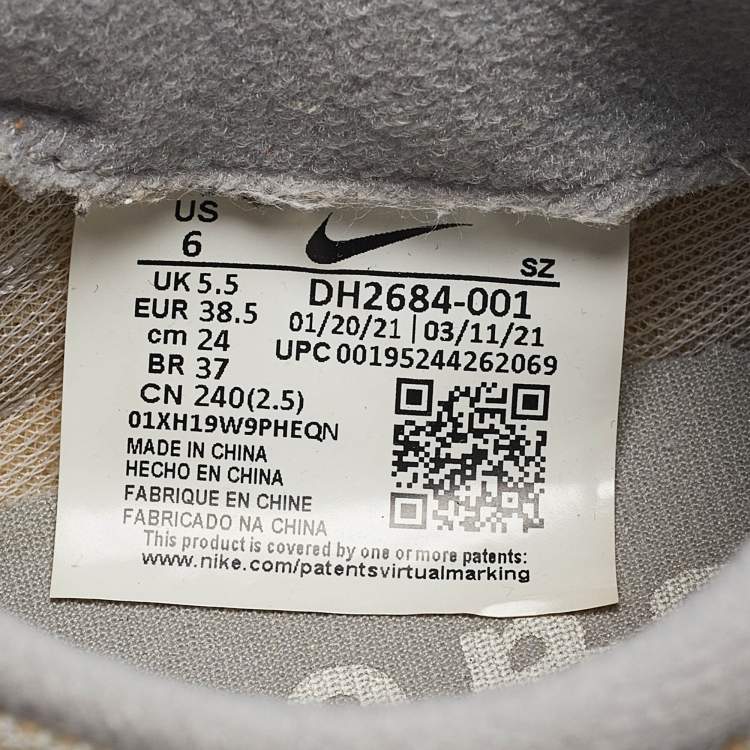 US
6
SZ
UK 5.5
EUR 38.5
cm 24
BR 37
CN 240(2.5)
DH2684-001
01/20/21 | 03/11/21
UPC 00195244262069
01XH19W9PHEQN
MADE IN CHINA
HECHO EN CHINA
FABRIQUE EN CHINE
FABRICADO NA CHINA
This product is covered by one or more patents:
www.nike.com/patentsvirtualmarking